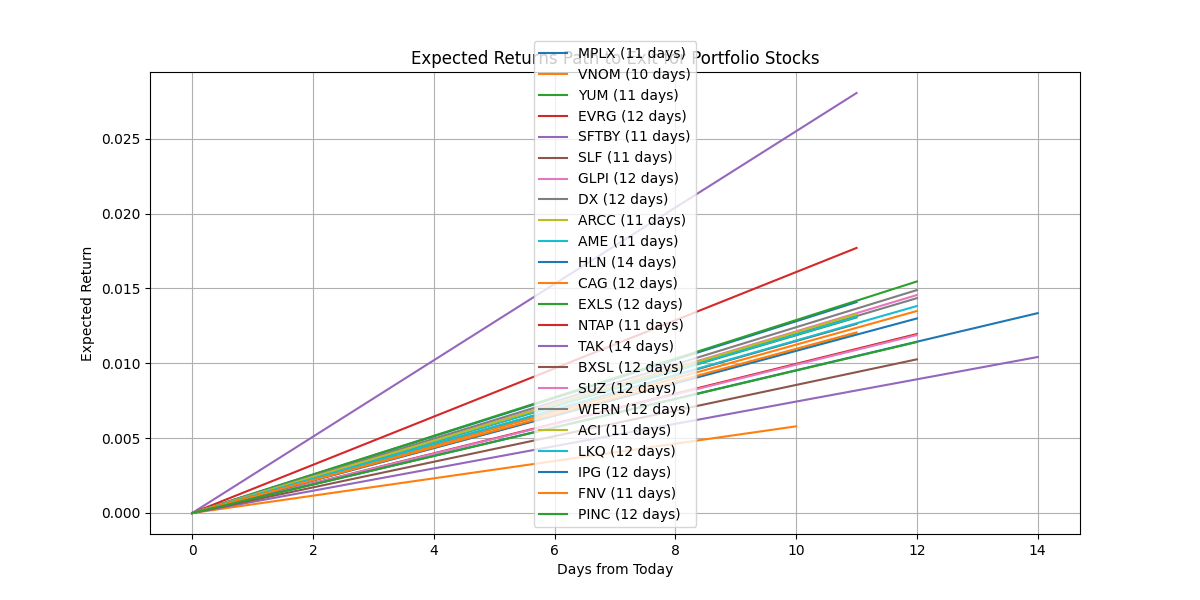 Expected Returns Path to Exit for Portfolio Stocks
MPLX (11 days)
VNOM (10 days)
YUM (11 days)
EVRG (12 days)
SFTBY (11 days)
SLF (11 days)
GLPI (12 days)
DX (12 days)
ARCC (11 days)
AME (11 days)
HLN (14 days)
CAG (12 days)
EXLS (12 days)
NTAP (11 days)
TAK (14 days)
BXSL (12 days)
SUZ (12 days)
WERN (12 days)
ACI (11 days)
LKQ (12 days)
IPG (12 days)
FNV (11 days)
PINC (12 days)
Expected Return
0.025
0.020
0.015
0.010
0.005
0.000
0 2 4 6 8 10 12 14
Days from Today